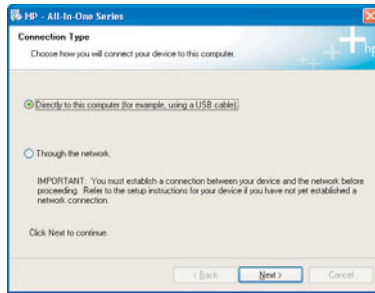 HP - All-In-One Series
Connection Type
Choose how you will connect your device to this computer.
hp
Directly to this computer (for example, using a USB cable).
Through the network.
IMPORTANT: You must establish a connection between your device and the network before
proceeding. Refer to the setup instructions for your device if you have not yet established a
network connection.
Click Next to continue.
< Back
Next >
Cancel